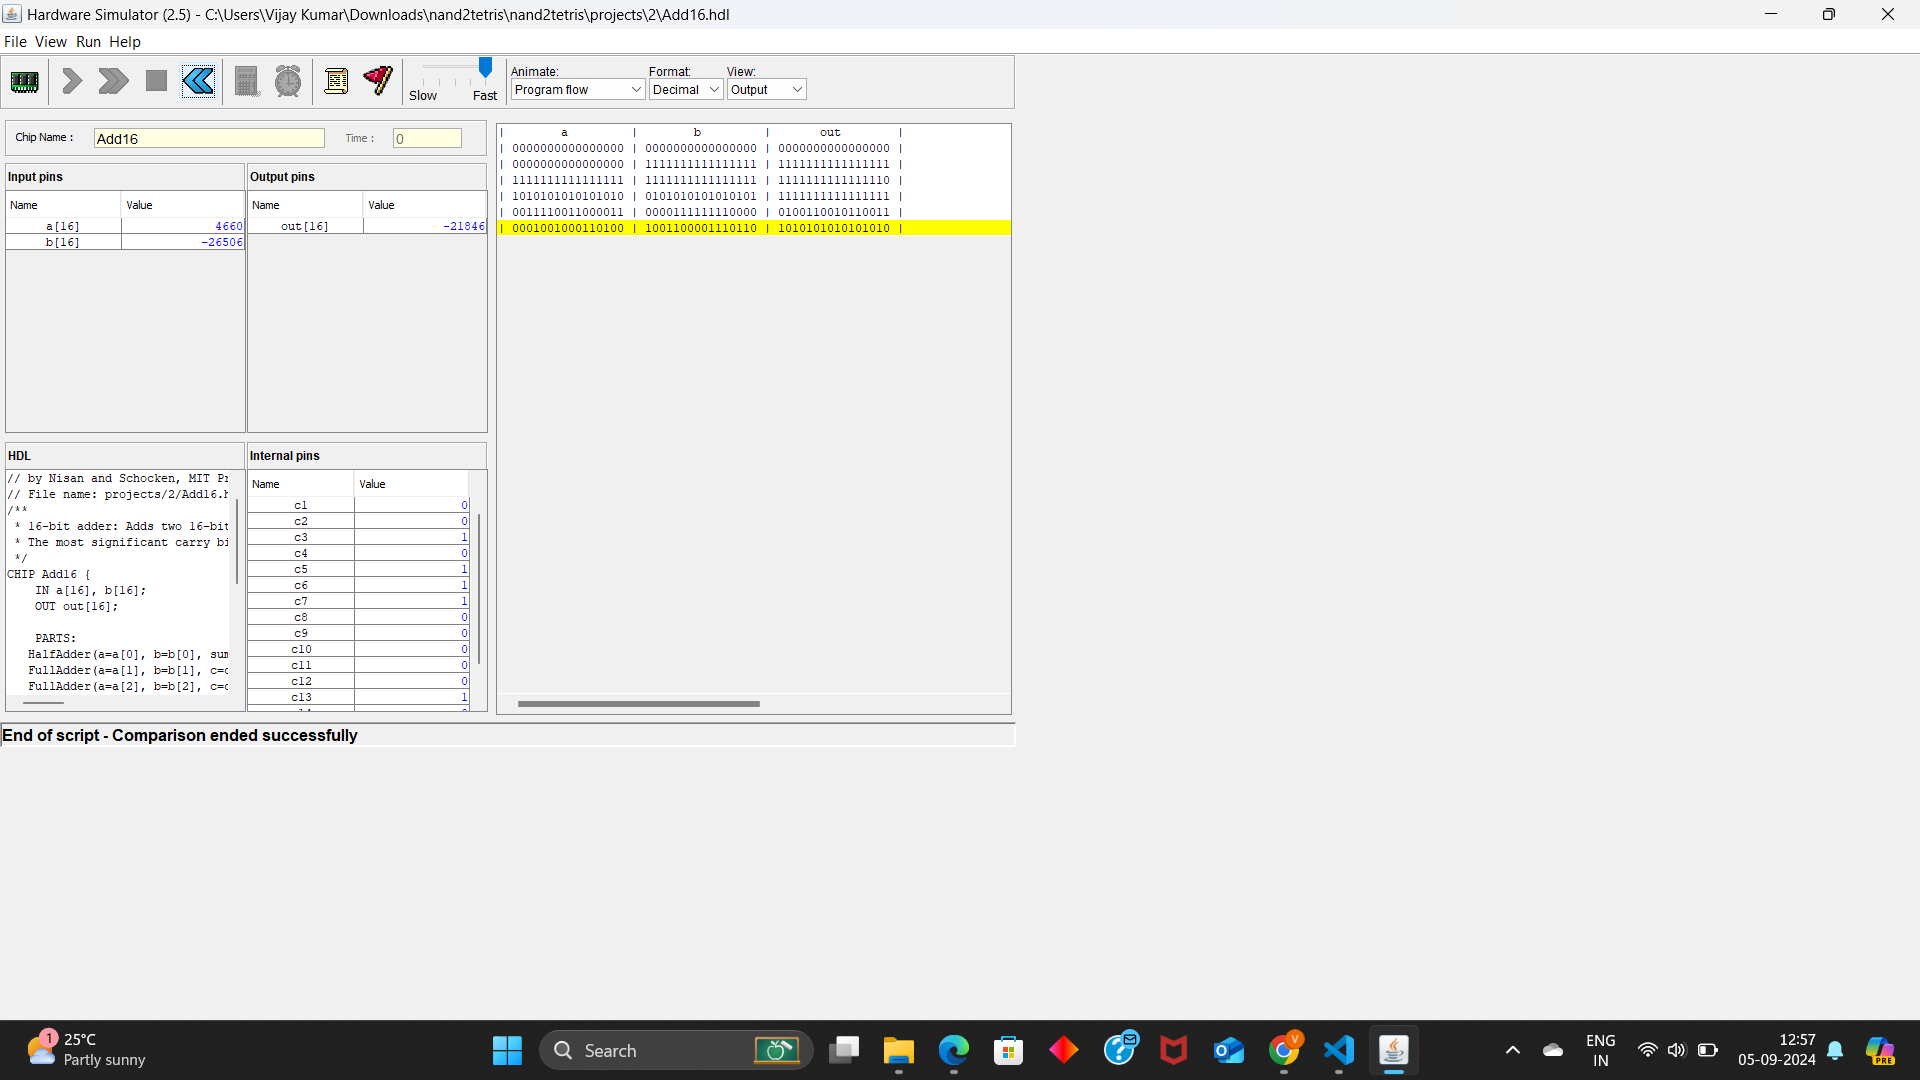 Hardware Simulator (2.5) - C:\Users\Vijay Kumar\Downloads\nand2tetris\nand2tetris\projects\2\Add16.hdl
File View Run Help
Slow Fast
Animate: Format: View:
Program flow Decimal Output
Chip Name : Add16 Time : 0
Input pins
Name Value
a[16] 4660
b[16] -26506
Output pins
Name Value
out[16] -21846
HDL
// by Nisan and Schocken, MIT Pr
// File name: projects/2/Add16.h
/**
* 16-bit adder: Adds two 16-bit
* The most significant carry bi
*/
CHIP Add16 {
IN a[16], b[16];
OUT out[16];
PARTS:
HalfAdder(a=a[0], b=b[0], sum
FullAdder(a=a[1], b=b[1], c=c
FullAdder(a=a[2], b=b[2], c=c
Internal pins
Name Value
c1 0
c2 0
c3 1
c4 0
c5 1
c6 1
c7 1
c8 0
c9 0
c10 0
c11 0
c12 0
c13 1
| a | b | out |
| 0000000000000000 | 0000000000000000 | 0000000000000000 |
| 0000000000000000 | 1111111111111111 | 1111111111111111 |
| 1111111111111111 | 1111111111111111 | 1111111111111110 |
| 1010101010101010 | 0101010101010101 | 1111111111111111 |
| 0011110011000011 | 0000111111110000 | 0100110010110011 |
| 0001001000110100 | 1001100001110110 | 1010101010101010 |
End of script - Comparison ended successfully
1
25°C
Partly sunny
Search
V
ENG
IN
12:57
05-09-2024
PRE